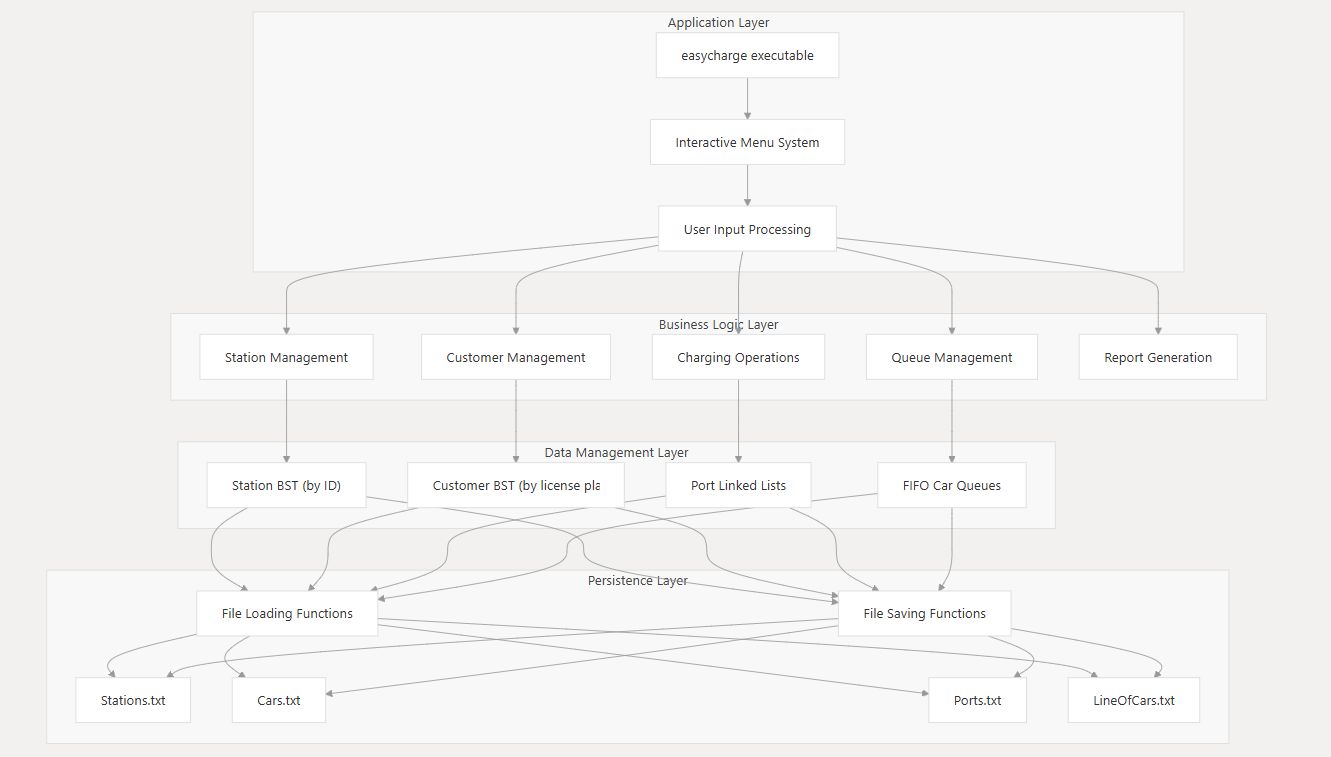 Application Layer
easycharge executable
Interactive Menu System
User Input Processing
Business Logic Layer
Station Management
Customer Management
Charging Operations
Queue Management
Report Generation
Data Management Layer
Station BST (by ID)
Customer BST (by license pla
Port Linked Lists
FIFO Car Queues
Persistence Layer
File Loading Functions
File Saving Functions
Stations.txt
Cars.txt
Ports.txt
LineOfCars.txt